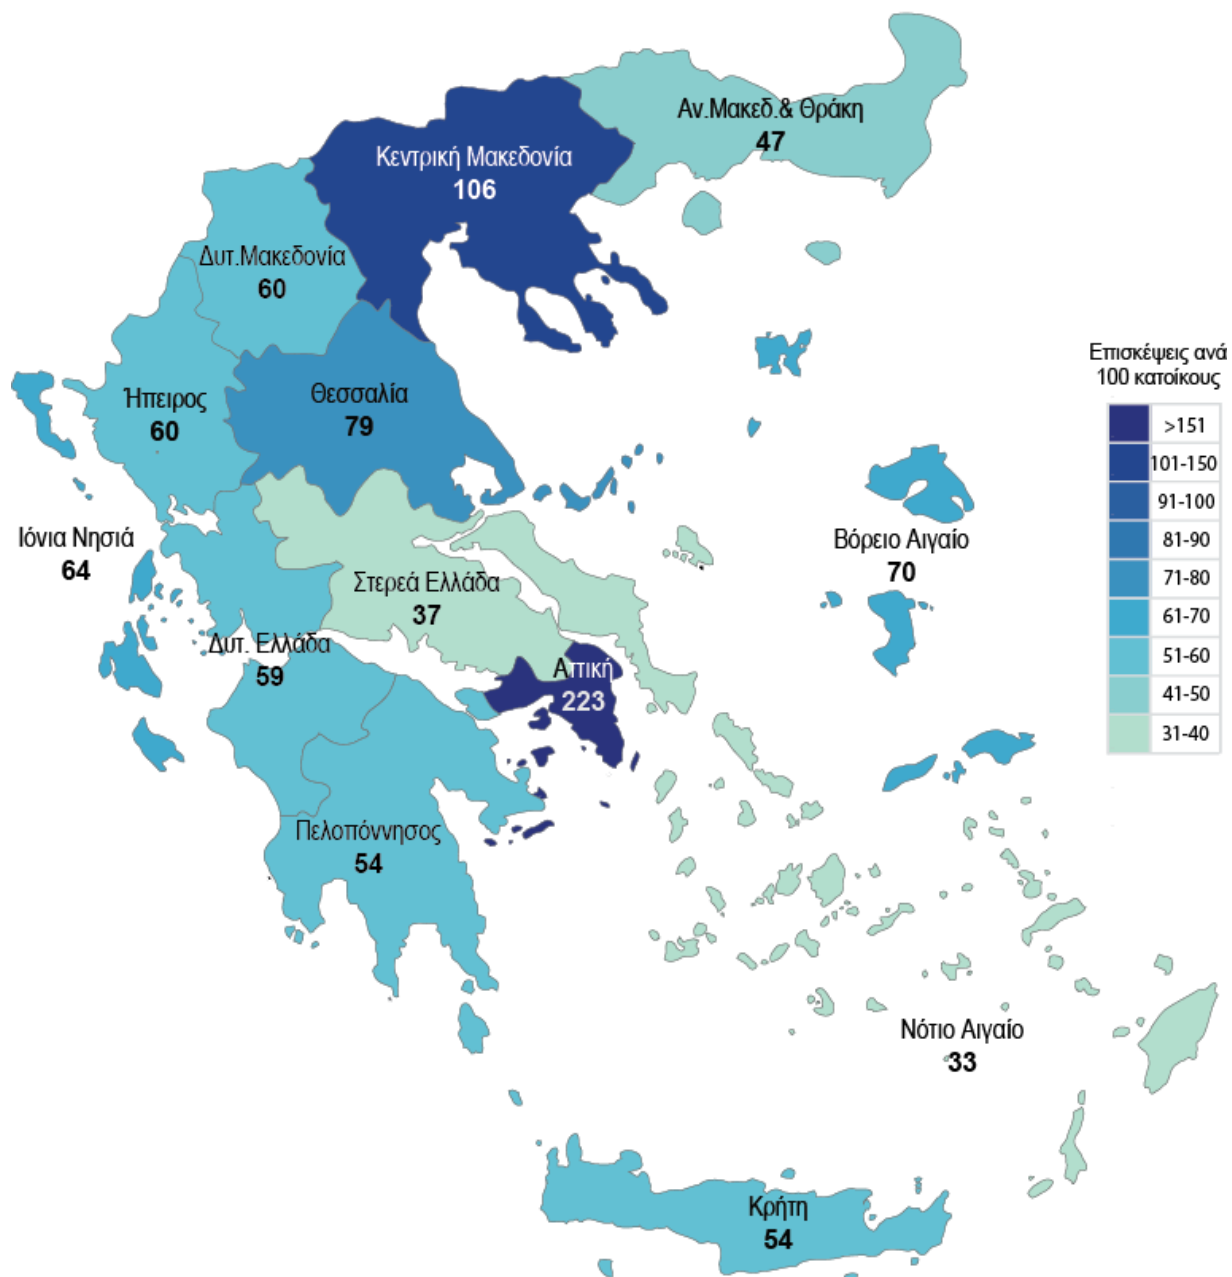 Αν.Μακεδ.& Θράκη
47
Κεντρική Μακεδονία
106
Δυτ.Μακεδονία
60
Ήπειρος
60
Θεσσαλία
79
Ιόνια Νησιά
64
Στερεά Ελλάδα
37
Βόρειο Αιγαίο
70
Δυτ. Ελλάδα
59
Αττική
223
Πελοπόννησος
54
Νότιο Αιγαίο
33
Κρήτη
54
Επισκέψεις ανά
100 κατοίκους
>151
101-150
91-100
81-90
71-80
61-70
51-60
41-50
31-40